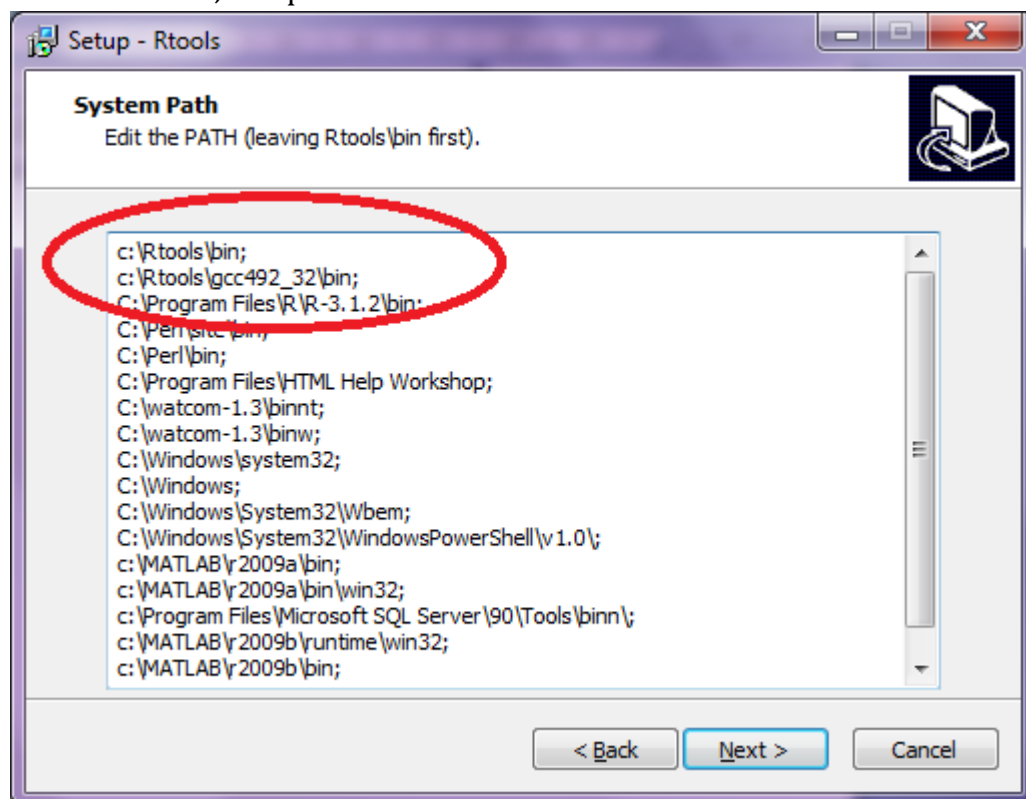 Setup - Rtools
System Path
Edit the PATH (leaving Rtools\bin first).
c:\Rtools\bin;
c:\Rtools\gcc492_32\bin;
C:\Program Files\R\R-3.1.2\bin;
C:\Perl\site\bin;
C:\Perl\bin;
C:\Program Files\HTML Help Workshop;
C:\watcom-1.3\binnt;
C:\watcom-1.3\binw;
C:\Windows\system32;
C:\Windows;
C:\Windows\System32\Wbem;
C:\Windows\System32\WindowsPowerShell\v1.0\;
c:\MATLAB\r2009a\bin;
c:\MATLAB\r2009a\bin\win32;
c:\Program Files\Microsoft SQL Server\90\Tools\binn\;
c:\MATLAB\r2009b\runtime\win32;
c:\MATLAB\r2009b\bin;
< Back Next > Cancel